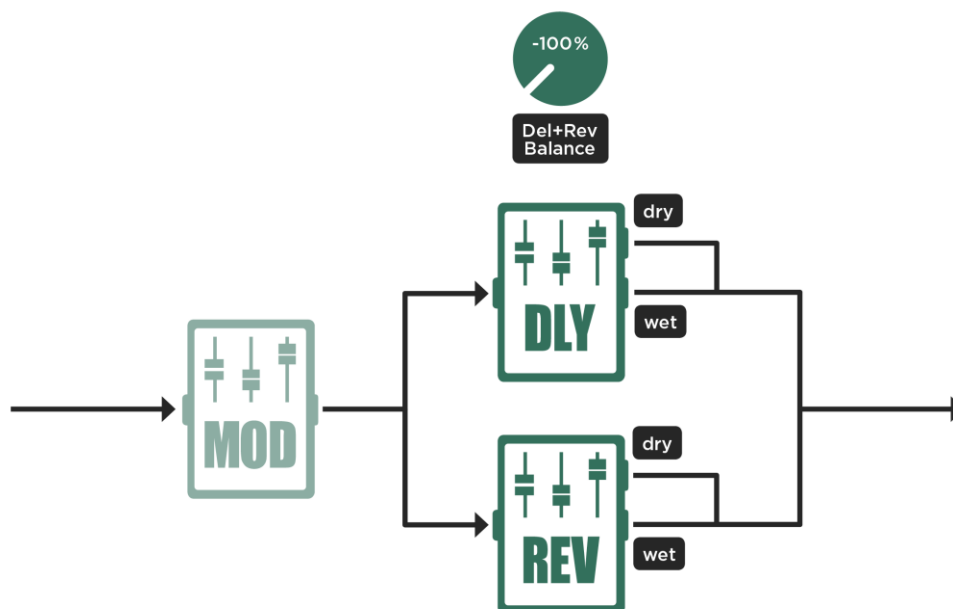 -100%
Del+Rev
Balance
dry
DLY
wet
MOD
dry
REV
wet